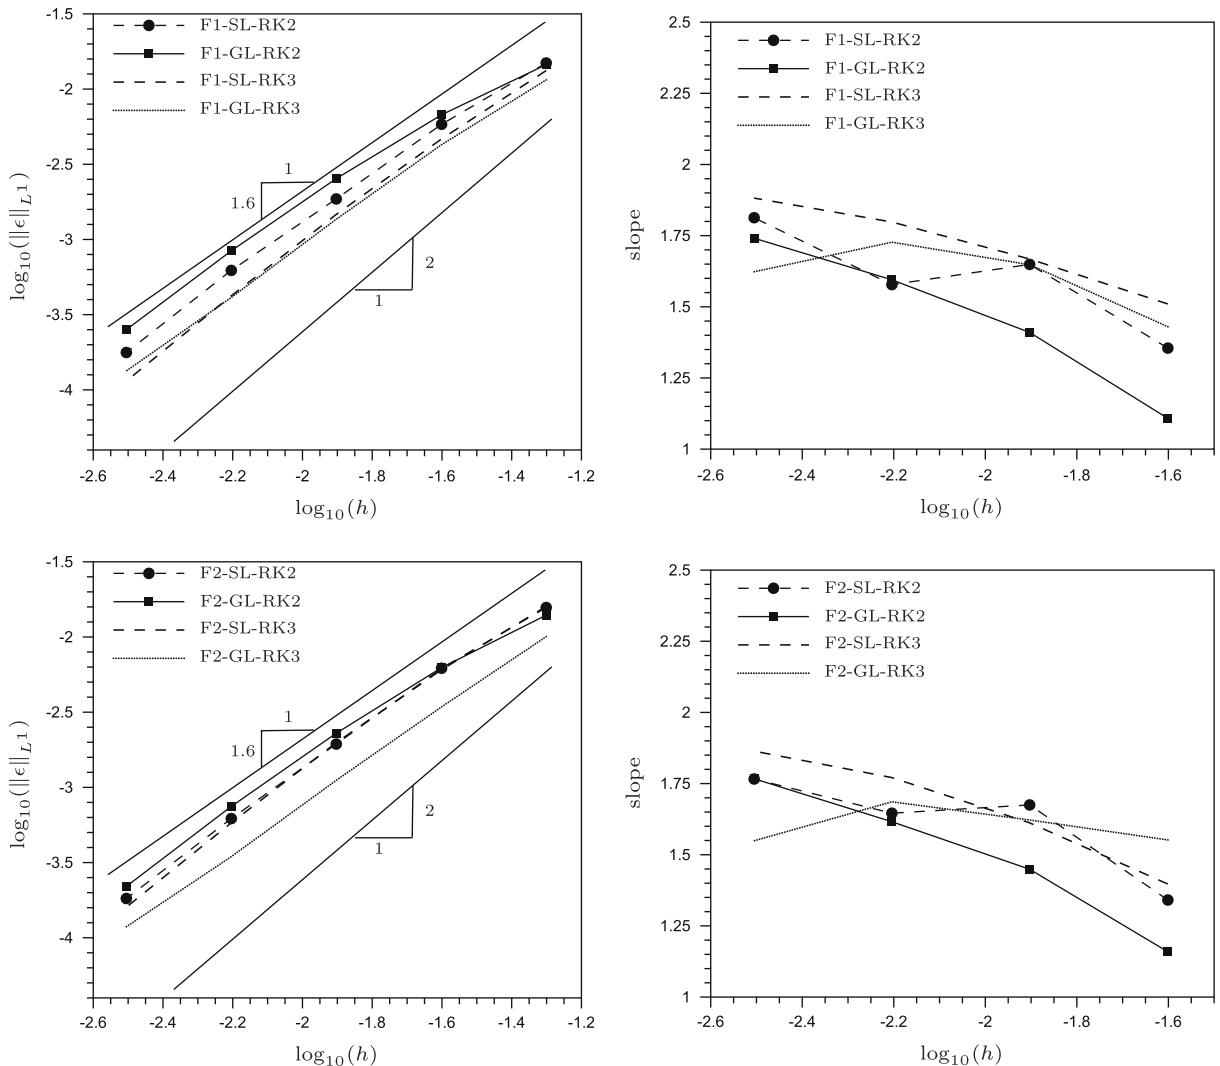 -1.5
-2
-2.5
-3
-3.5
-4
log10(||ϵ||L1)
F1-SL-RK2
F1-GL-RK2
F1-SL-RK3
F1-GL-RK3
1
1.6
2
1
-2.6
-2.4
-2.2
-2
-1.8
-1.6
-1.4
-1.2
log10(h)
2.5
2.25
2
1.75
1.5
1.25
1
slope
F1-SL-RK2
F1-GL-RK2
F1-SL-RK3
F1-GL-RK3
-2.6
-2.4
-2.2
-2
-1.8
-1.6
log10(h)
-1.5
-2
-2.5
-3
-3.5
-4
log10(||ϵ||L1)
F2-SL-RK2
F2-GL-RK2
F2-SL-RK3
F2-GL-RK3
1
1.6
2
1
-2.6
-2.4
-2.2
-2
-1.8
-1.6
-1.4
-1.2
log10(h)
2.5
2.25
2
1.75
1.5
1.25
1
slope
F2-SL-RK2
F2-GL-RK2
F2-SL-RK3
F2-GL-RK3
-2.6
-2.4
-2.2
-2
-1.8
-1.6
log10(h)